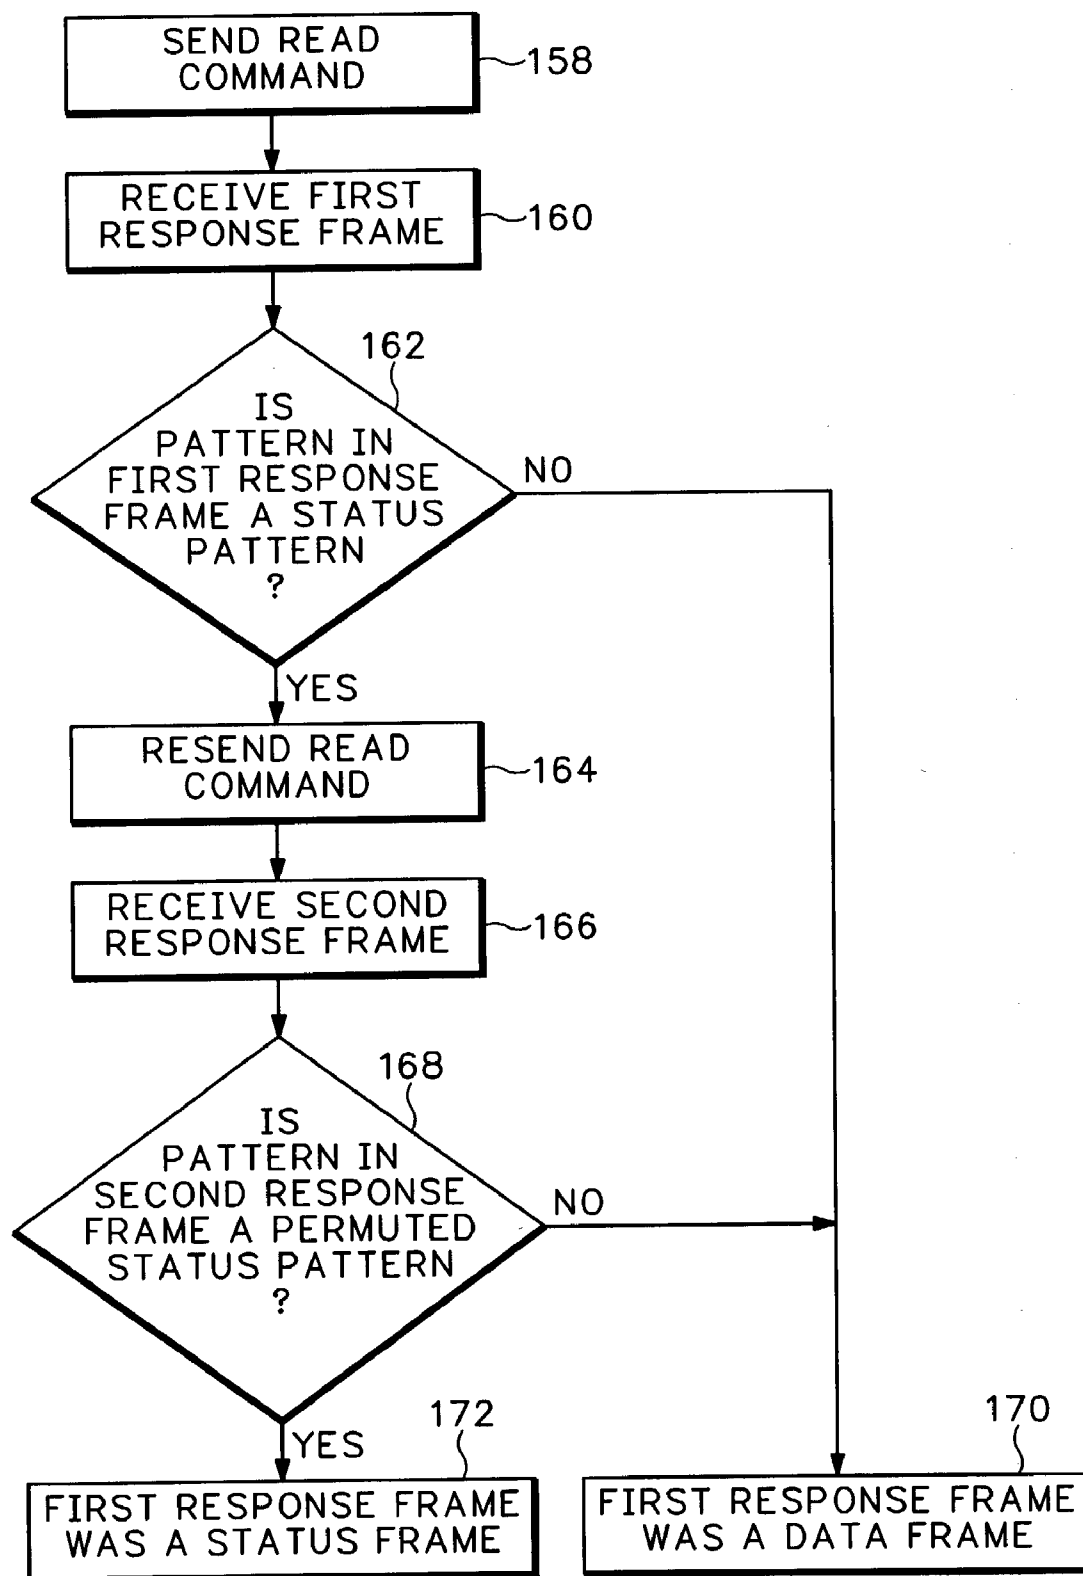 SEND READ
COMMAND
158
RECEIVE FIRST
RESPONSE FRAME
160
162
IS
PATTERN IN
FIRST RESPONSE
FRAME A STATUS
PATTERN
?
NO
YES
RESEND READ
COMMAND
164
RECEIVE SECOND
RESPONSE FRAME
166
168
IS
PATTERN IN
SECOND RESPONSE
FRAME A PERMUTED
STATUS PATTERN
?
NO
YES
172
FIRST RESPONSE FRAME
WAS A STATUS FRAME
170
FIRST RESPONSE FRAME
WAS A DATA FRAME